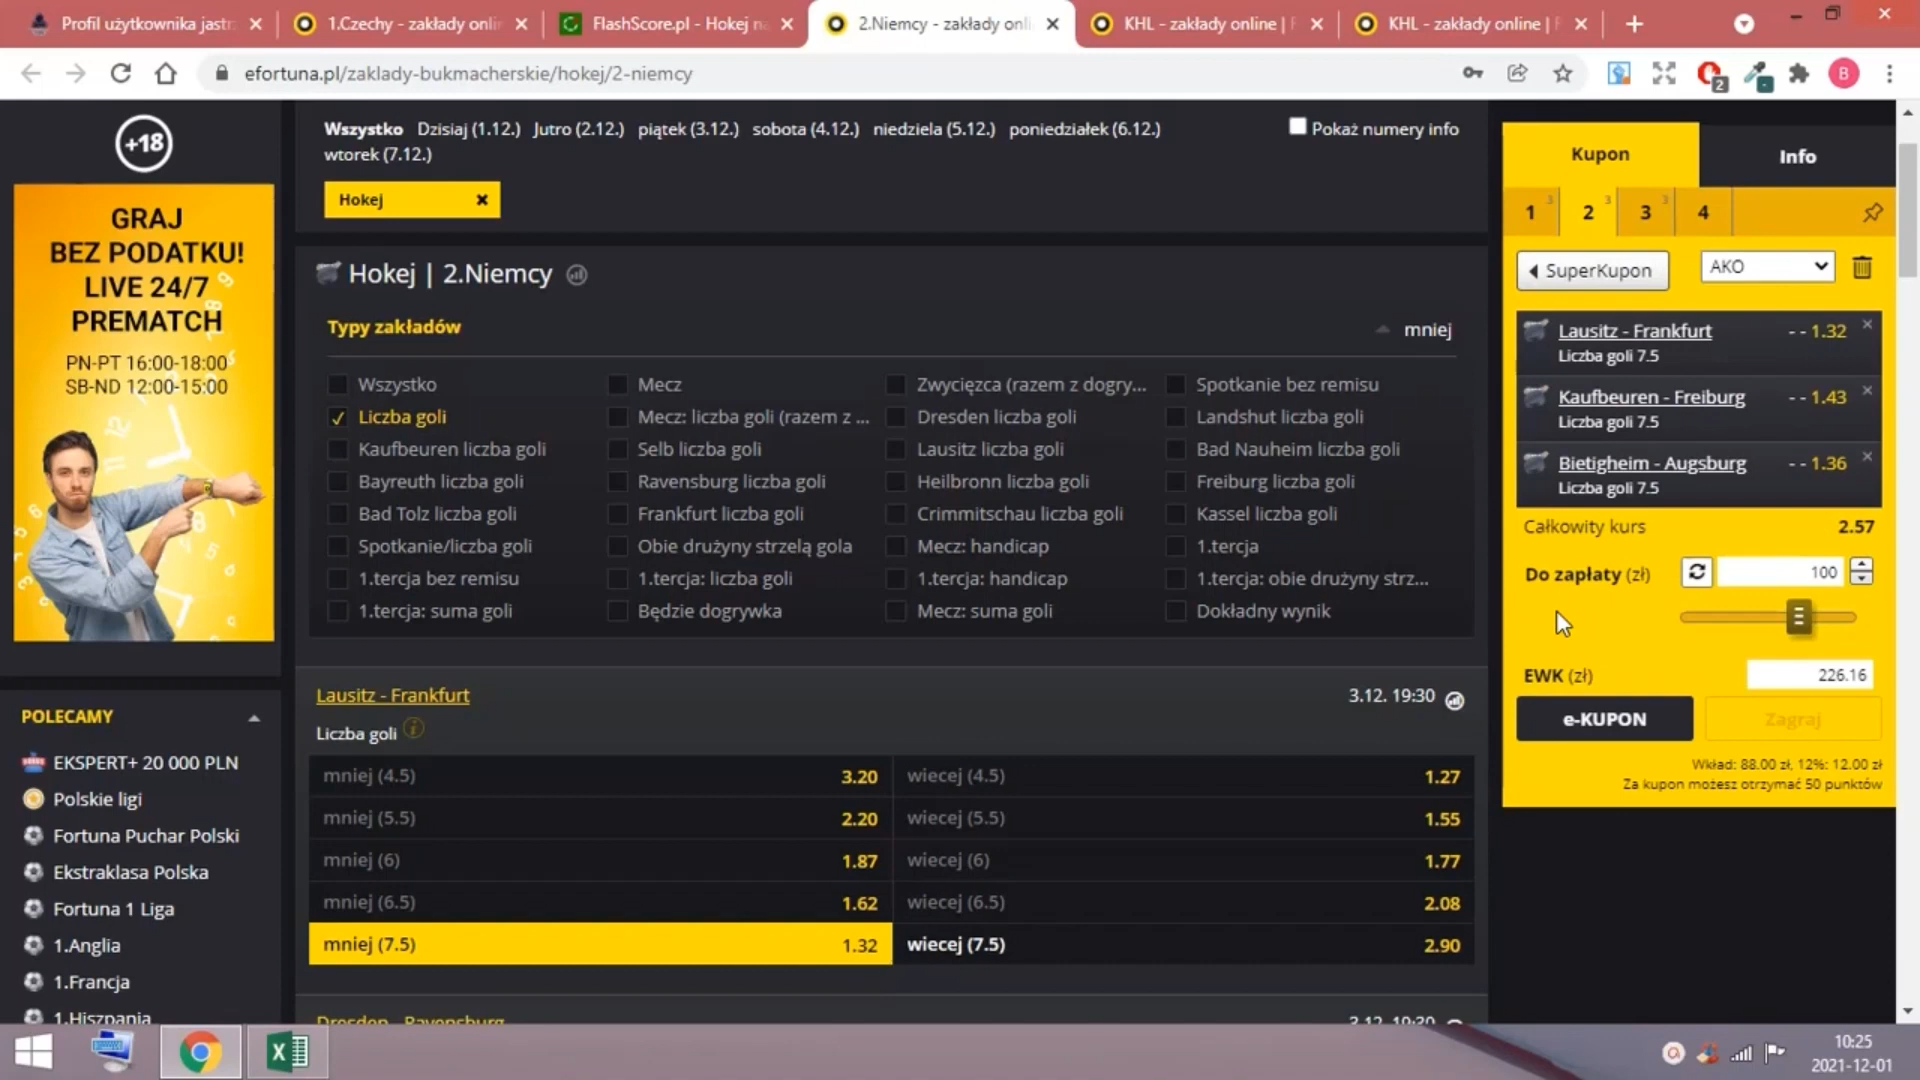 Profil użytkownika jastr
1.Czechy - zakłady onlin
FlashScore.pl - Hokej na
2.Niemcy - zakłady onli
KHL - zakłady online | F
KHL - zakłady online | F
efortuna.pl/zaklady-bukmacherskie/hokej/2-niemcy
2
B
+18
GRAJ
BEZ PODATKU!
LIVE 24/7
PREMATCH
PN-PT 16:00-18:00
SB-ND 12:00-15:00
POLECAMY
EKSPERT+ 20 000 PLN
Polskie ligi
Fortuna Puchar Polski
Ekstraklasa Polska
Fortuna 1 Liga
1.Anglia
1.Francja
1.Hiszpania
Wszystko Dzisiaj (1.12.) Jutro (2.12.) piątek (3.12.) sobota (4.12.) niedziela (5.12.) poniedziałek (6.12.)
wtorek (7.12.)
Pokaż numery info
Hokej
Hokej | 2.Niemcy
Typy zakładów
mniej
Wszystko Mecz Zwycięzca (razem z dogry... Spotkanie bez remisu
Liczba goli Mecz: liczba goli (razem z ... Dresden liczba goli Landshut liczba goli
Kaufbeuren liczba goli Selb liczba goli Lausitz liczba goli Bad Nauheim liczba goli
Bayreuth liczba goli Ravensburg liczba goli Heilbronn liczba goli Freiburg liczba goli
Bad Tolz liczba goli Frankfurt liczba goli Crimmitschau liczba goli Kassel liczba goli
Spotkanie/liczba goli Obie drużyny strzelą gola Mecz: handicap 1.tercja
1.tercja bez remisu 1.tercja: liczba goli 1.tercja: handicap 1.tercja: obie drużyny strz...
1.tercja: suma goli Będzie dogrywka Mecz: suma goli Dokładny wynik
Lausitz - Frankfurt 3.12. 19:30
Liczba goli
mniej (4.5) 3.20 wiecej (4.5) 1.27
mniej (5.5) 2.20 wiecej (5.5) 1.55
mniej (6) 1.87 wiecej (6) 1.77
mniej (6.5) 1.62 wiecej (6.5) 2.08
mniej (7.5) 1.32 wiecej (7.5) 2.90
Dresden - Ravensburg 3.12. 19:30
Kupon Info
1 3 2 3 3 3 4
SuperKupon AKO
Lausitz - Frankfurt - - 1.32
Liczba goli 7.5
Kaufbeuren - Freiburg - - 1.43
Liczba goli 7.5
Bietigheim - Augsburg - - 1.36
Liczba goli 7.5
Całkowity kurs 2.57
Do zapłaty (zł) 100
EWK (zł) 226.16
e-KUPON Zagraj
Wkład: 88.00 zł, 12%: 12.00 zł
Za kupon możesz otrzymać 50 punktów
10:25
2021-12-01